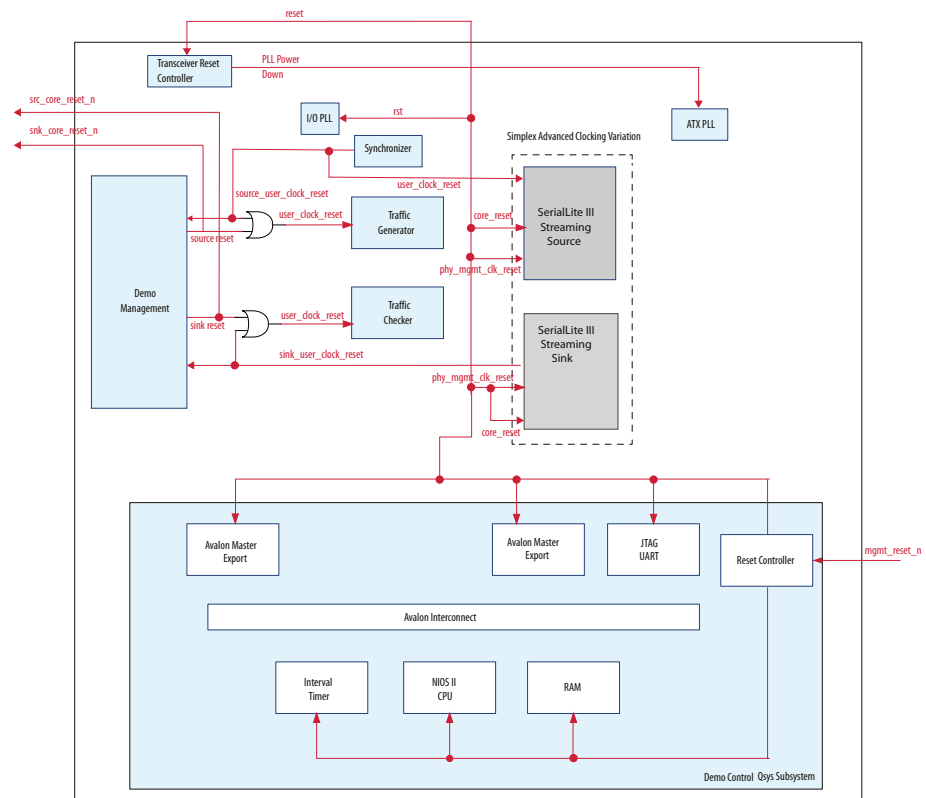 reset
Transceiver Reset
Controller
PLL Power
Down
src_core_reset_n
snk_core_reset_n
I/O PLL
rst
ATX PLL
Simplex Advanced Clocking Variation
Synchronizer
user_clock_reset
source_user_clock_reset
SerialLite III
Streaming
Source
Traffic
Generator
user_clock_reset
core_reset
source reset
phy_mgmt_clk_reset
Demo
Management
Traffic
Checker
user_clock_reset
sink reset
SerialLite III
Streaming
Sink
sink_user_clock_reset
phy_mgmt_clk_reset
core_reset
Avalon Master
Export
Avalon Master
Export
JTAG
UART
Reset Controller
mgmt_reset_n
Avalon Interconnect
Interval
Timer
NIOS II
CPU
RAM
Demo Control Qsys Subsystem